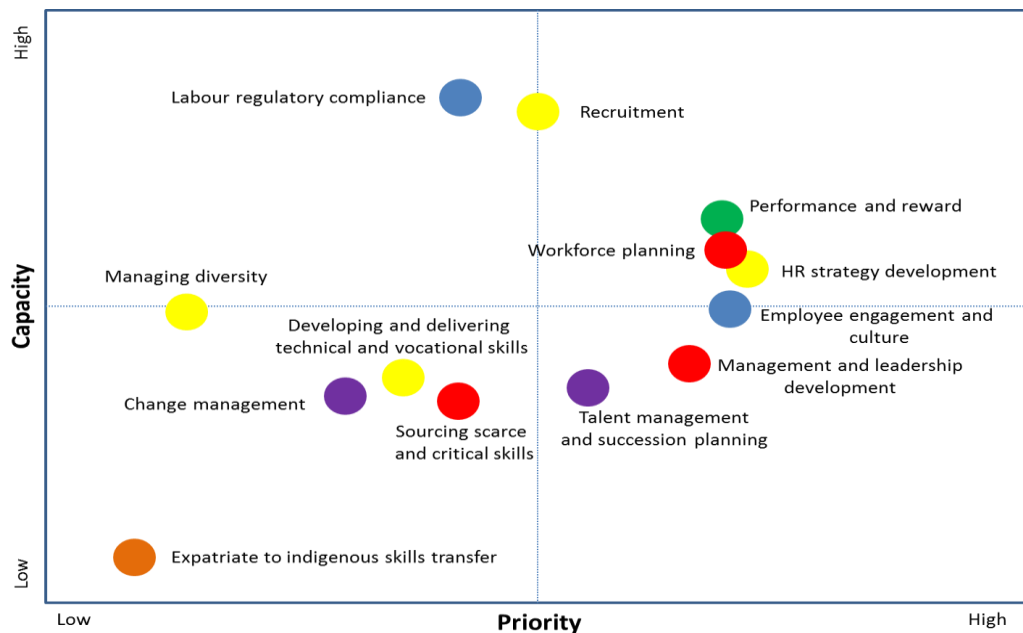 High
Labour regulatory compliance
Recruitment
Performance and reward
Workforce planning
HR strategy development
Managing diversity
Capacity
Employee engagement and
culture
Developing and delivering
technical and vocational skills
Management and leadership
development
Change management
Sourcing scarce
and critical skills
Talent management
and succession planning
Expatriate to indigenous skills transfer
Low
Low
Priority
High